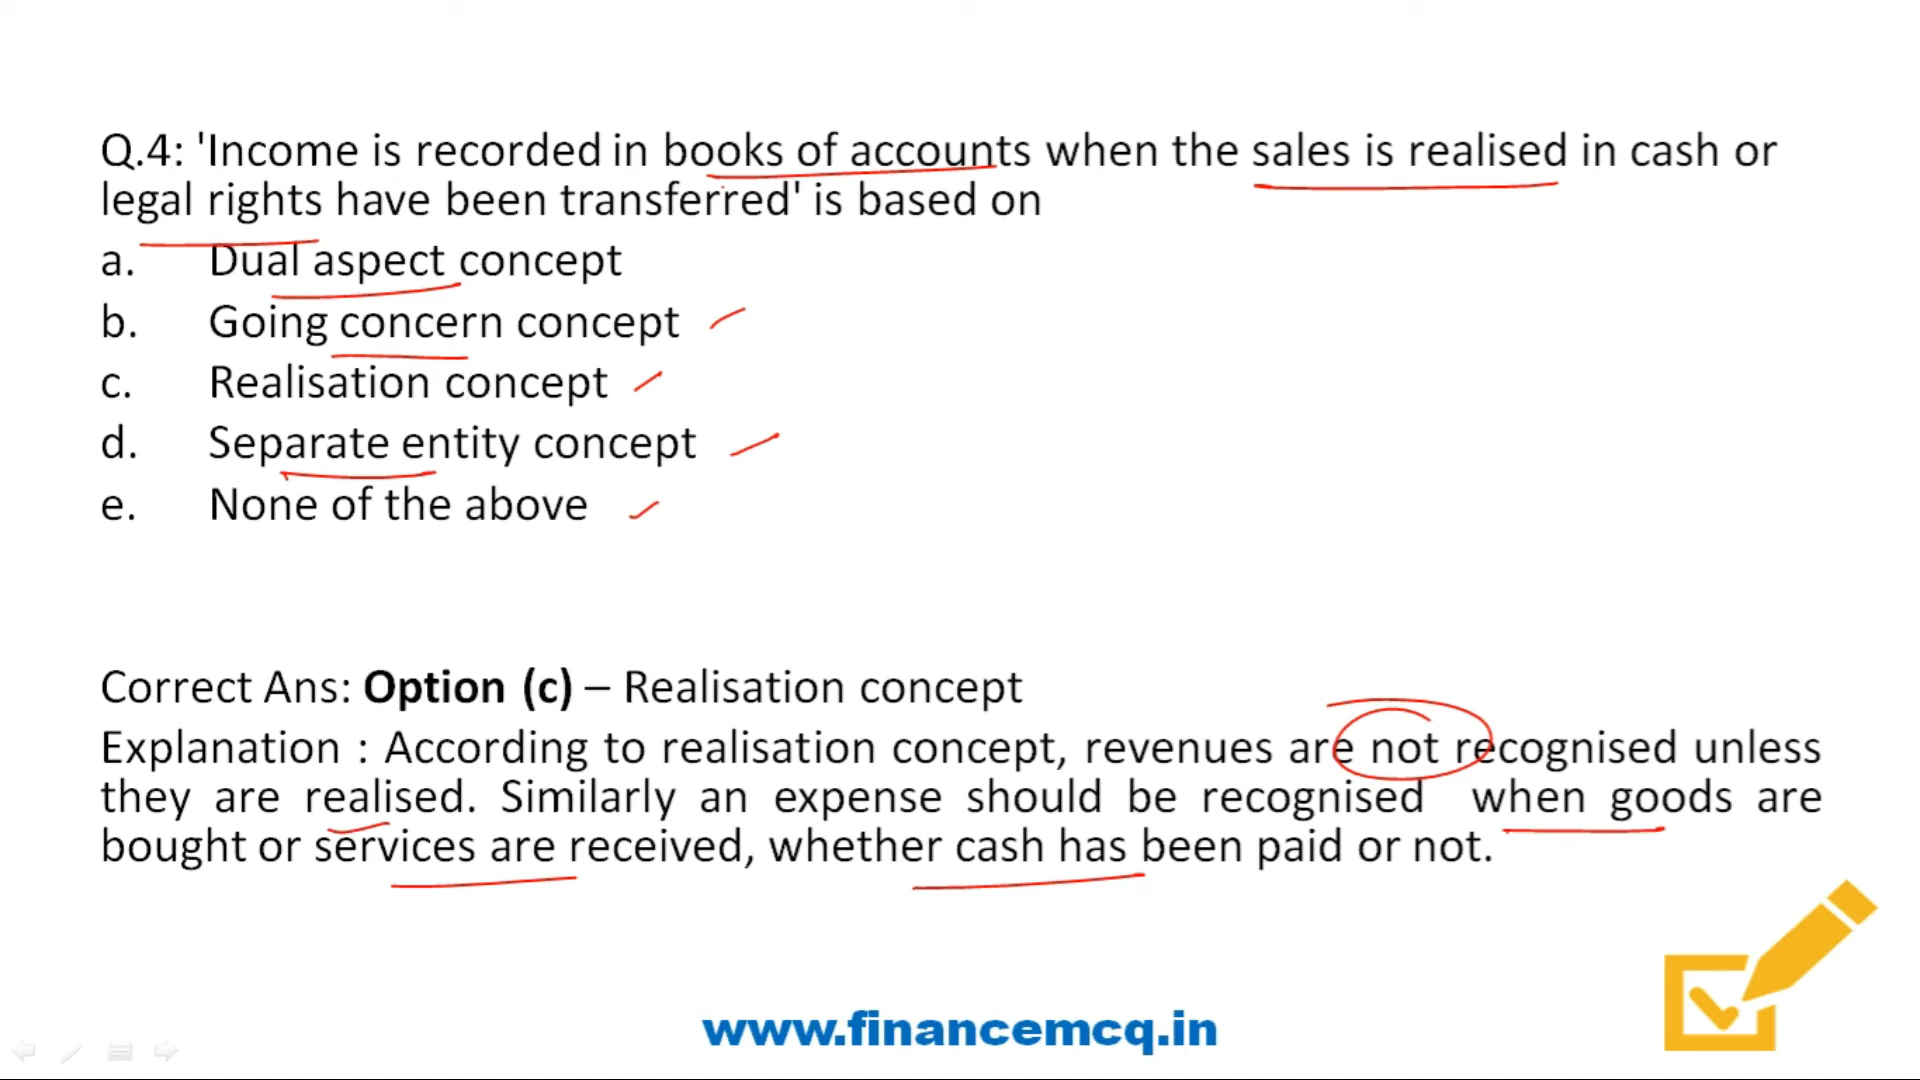 Q.4: 'Income is recorded in books of accounts when the sales is realised in cash or
legal rights have been transferred' is based on
a. Dual aspect concept
b. Going concern concept
c. Realisation concept
d. Separate entity concept
e. None of the above
Correct Ans: Option (c) – Realisation concept
Explanation : According to realisation concept, revenues are not recognised unless
they are realised. Similarly an expense should be recognised when goods are
bought or services are received, whether cash has been paid or not.
www.financemcq.in